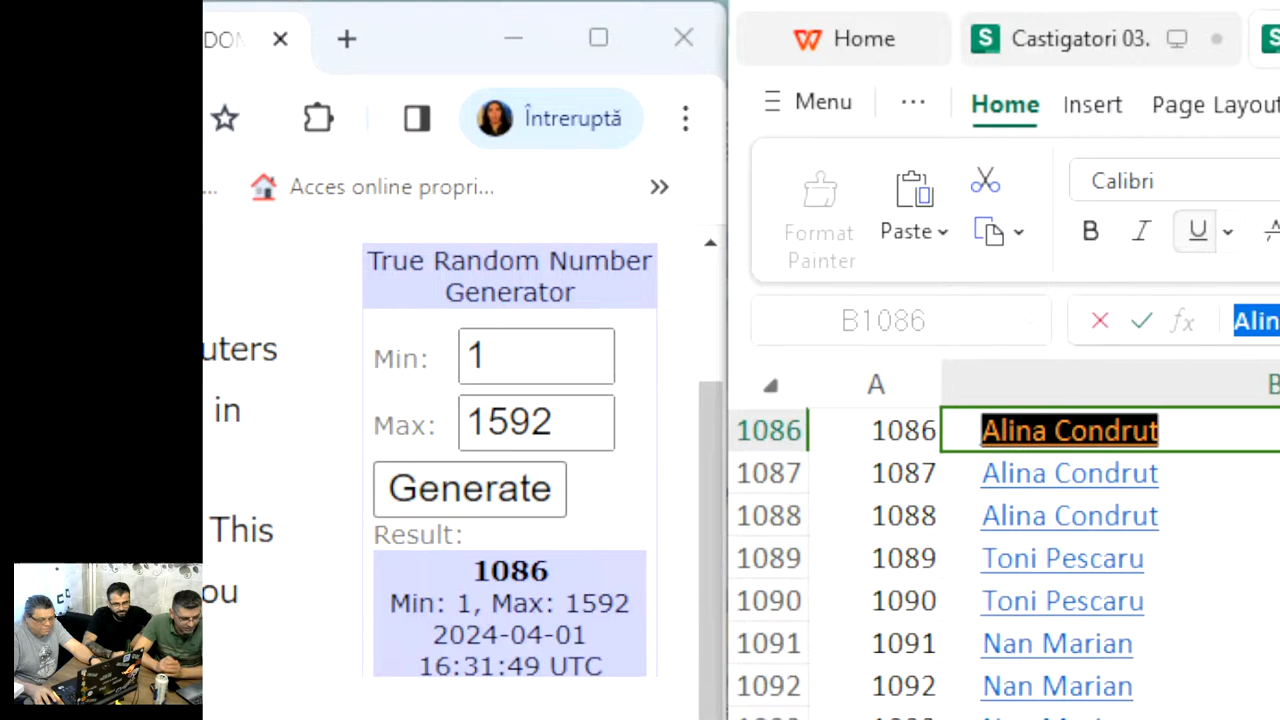 DOM
Întreruptă
...
Acces online propri...
uters
in
This
ou
True Random Number
Generator
Min: 1
Max: 1592
Generate
Result:
1086
Min: 1, Max: 1592
2024-04-01
16:31:49 UTC
Home
S Castigatori 03.
S
Menu
...
Home Insert Page Layou
Format
Painter
Paste
Calibri
B I U A
B1086
fx
Alin
A B
1086 1086 Alina Condrut
1087 1087 Alina Condrut
1088 1088 Alina Condrut
1089 1089 Toni Pescaru
1090 1090 Toni Pescaru
1091 1091 Nan Marian
1092 1092 Nan Marian